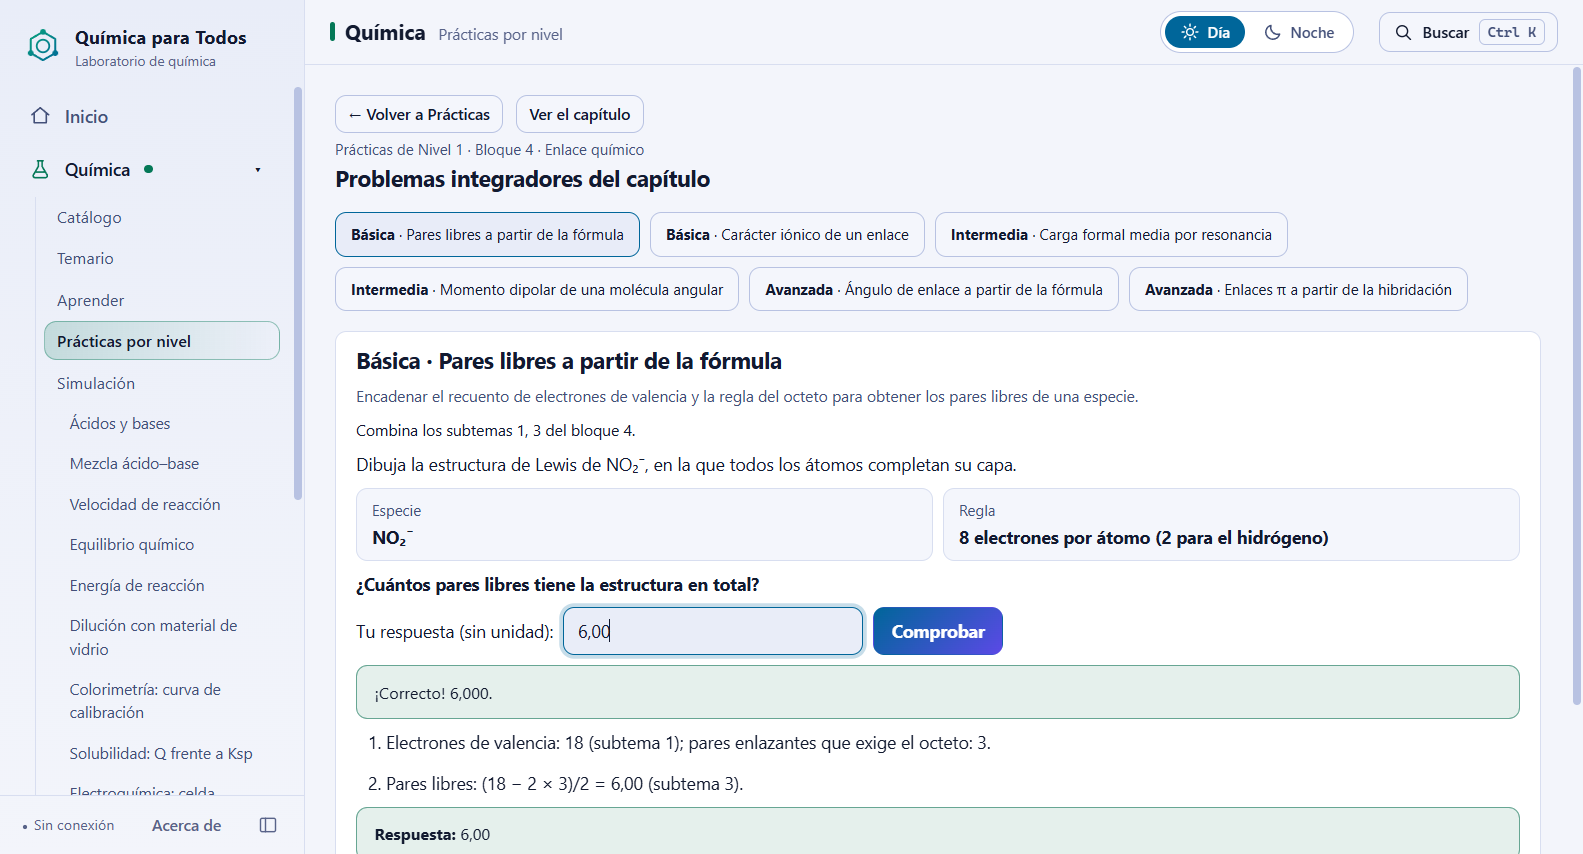 Química para Todos
Laboratorio de química
Inicio
Química
Catálogo
Temario
Aprender
Prácticas por nivel
Simulación
Ácidos y bases
Mezcla ácido–base
Velocidad de reacción
Equilibrio químico
Energía de reacción
Dilución con material de
vidrio
Colorimetría: curva de
calibración
Solubilidad: Q frente a Ksp
Electroquímica: celda
Sin conexión
Acerca de
Química Prácticas por nivel
Día
Noche
Buscar Ctrl K
← Volver a Prácticas
Ver el capítulo
Prácticas de Nivel 1 · Bloque 4 · Enlace químico
Problemas integradores del capítulo
Básica · Pares libres a partir de la fórmula
Básica · Carácter iónico de un enlace
Intermedia · Carga formal media por resonancia
Intermedia · Momento dipolar de una molécula angular
Avanzada · Ángulo de enlace a partir de la fórmula
Avanzada · Enlaces π a partir de la hibridación
Básica · Pares libres a partir de la fórmula
Encadenar el recuento de electrones de valencia y la regla del octeto para obtener los pares libres de una especie.
Combina los subtemas 1, 3 del bloque 4.
Dibuja la estructura de Lewis de NO₂⁻, en la que todos los átomos completan su capa.
Especie
NO₂⁻
Regla
8 electrones por átomo (2 para el hidrógeno)
¿Cuántos pares libres tiene la estructura en total?
Tu respuesta (sin unidad): 6,00
Comprobar
¡Correcto! 6,000.
1. Electrones de valencia: 18 (subtema 1); pares enlazantes que exige el octeto: 3.
2. Pares libres: (18 − 2 × 3)/2 = 6,00 (subtema 3).
Respuesta: 6,00